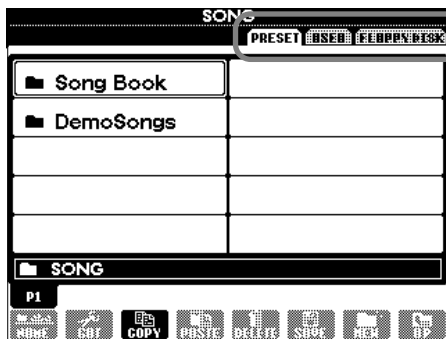 SONG
PRESET USER FLOPPY DISK
Song Book
DemoSongs
SONG
P1
NAME CUT COPY PASTE DELETE SAVE NEW UP